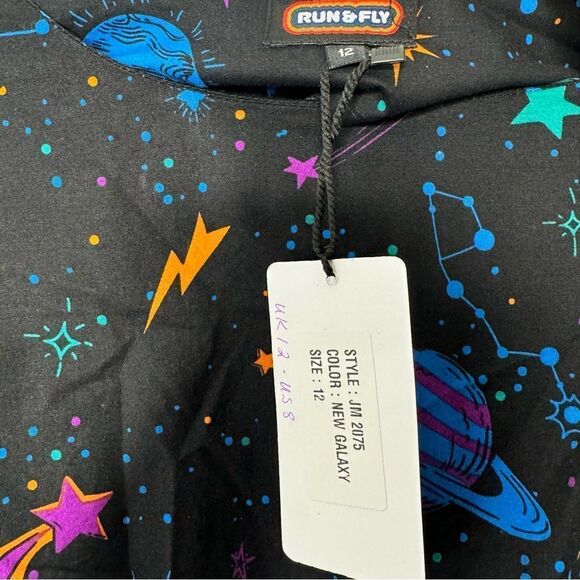 RUN & FLY
12
UK 12 - US 8
STYLE : JM 2075
COLOR : NEW GALAXY
SIZE : 12